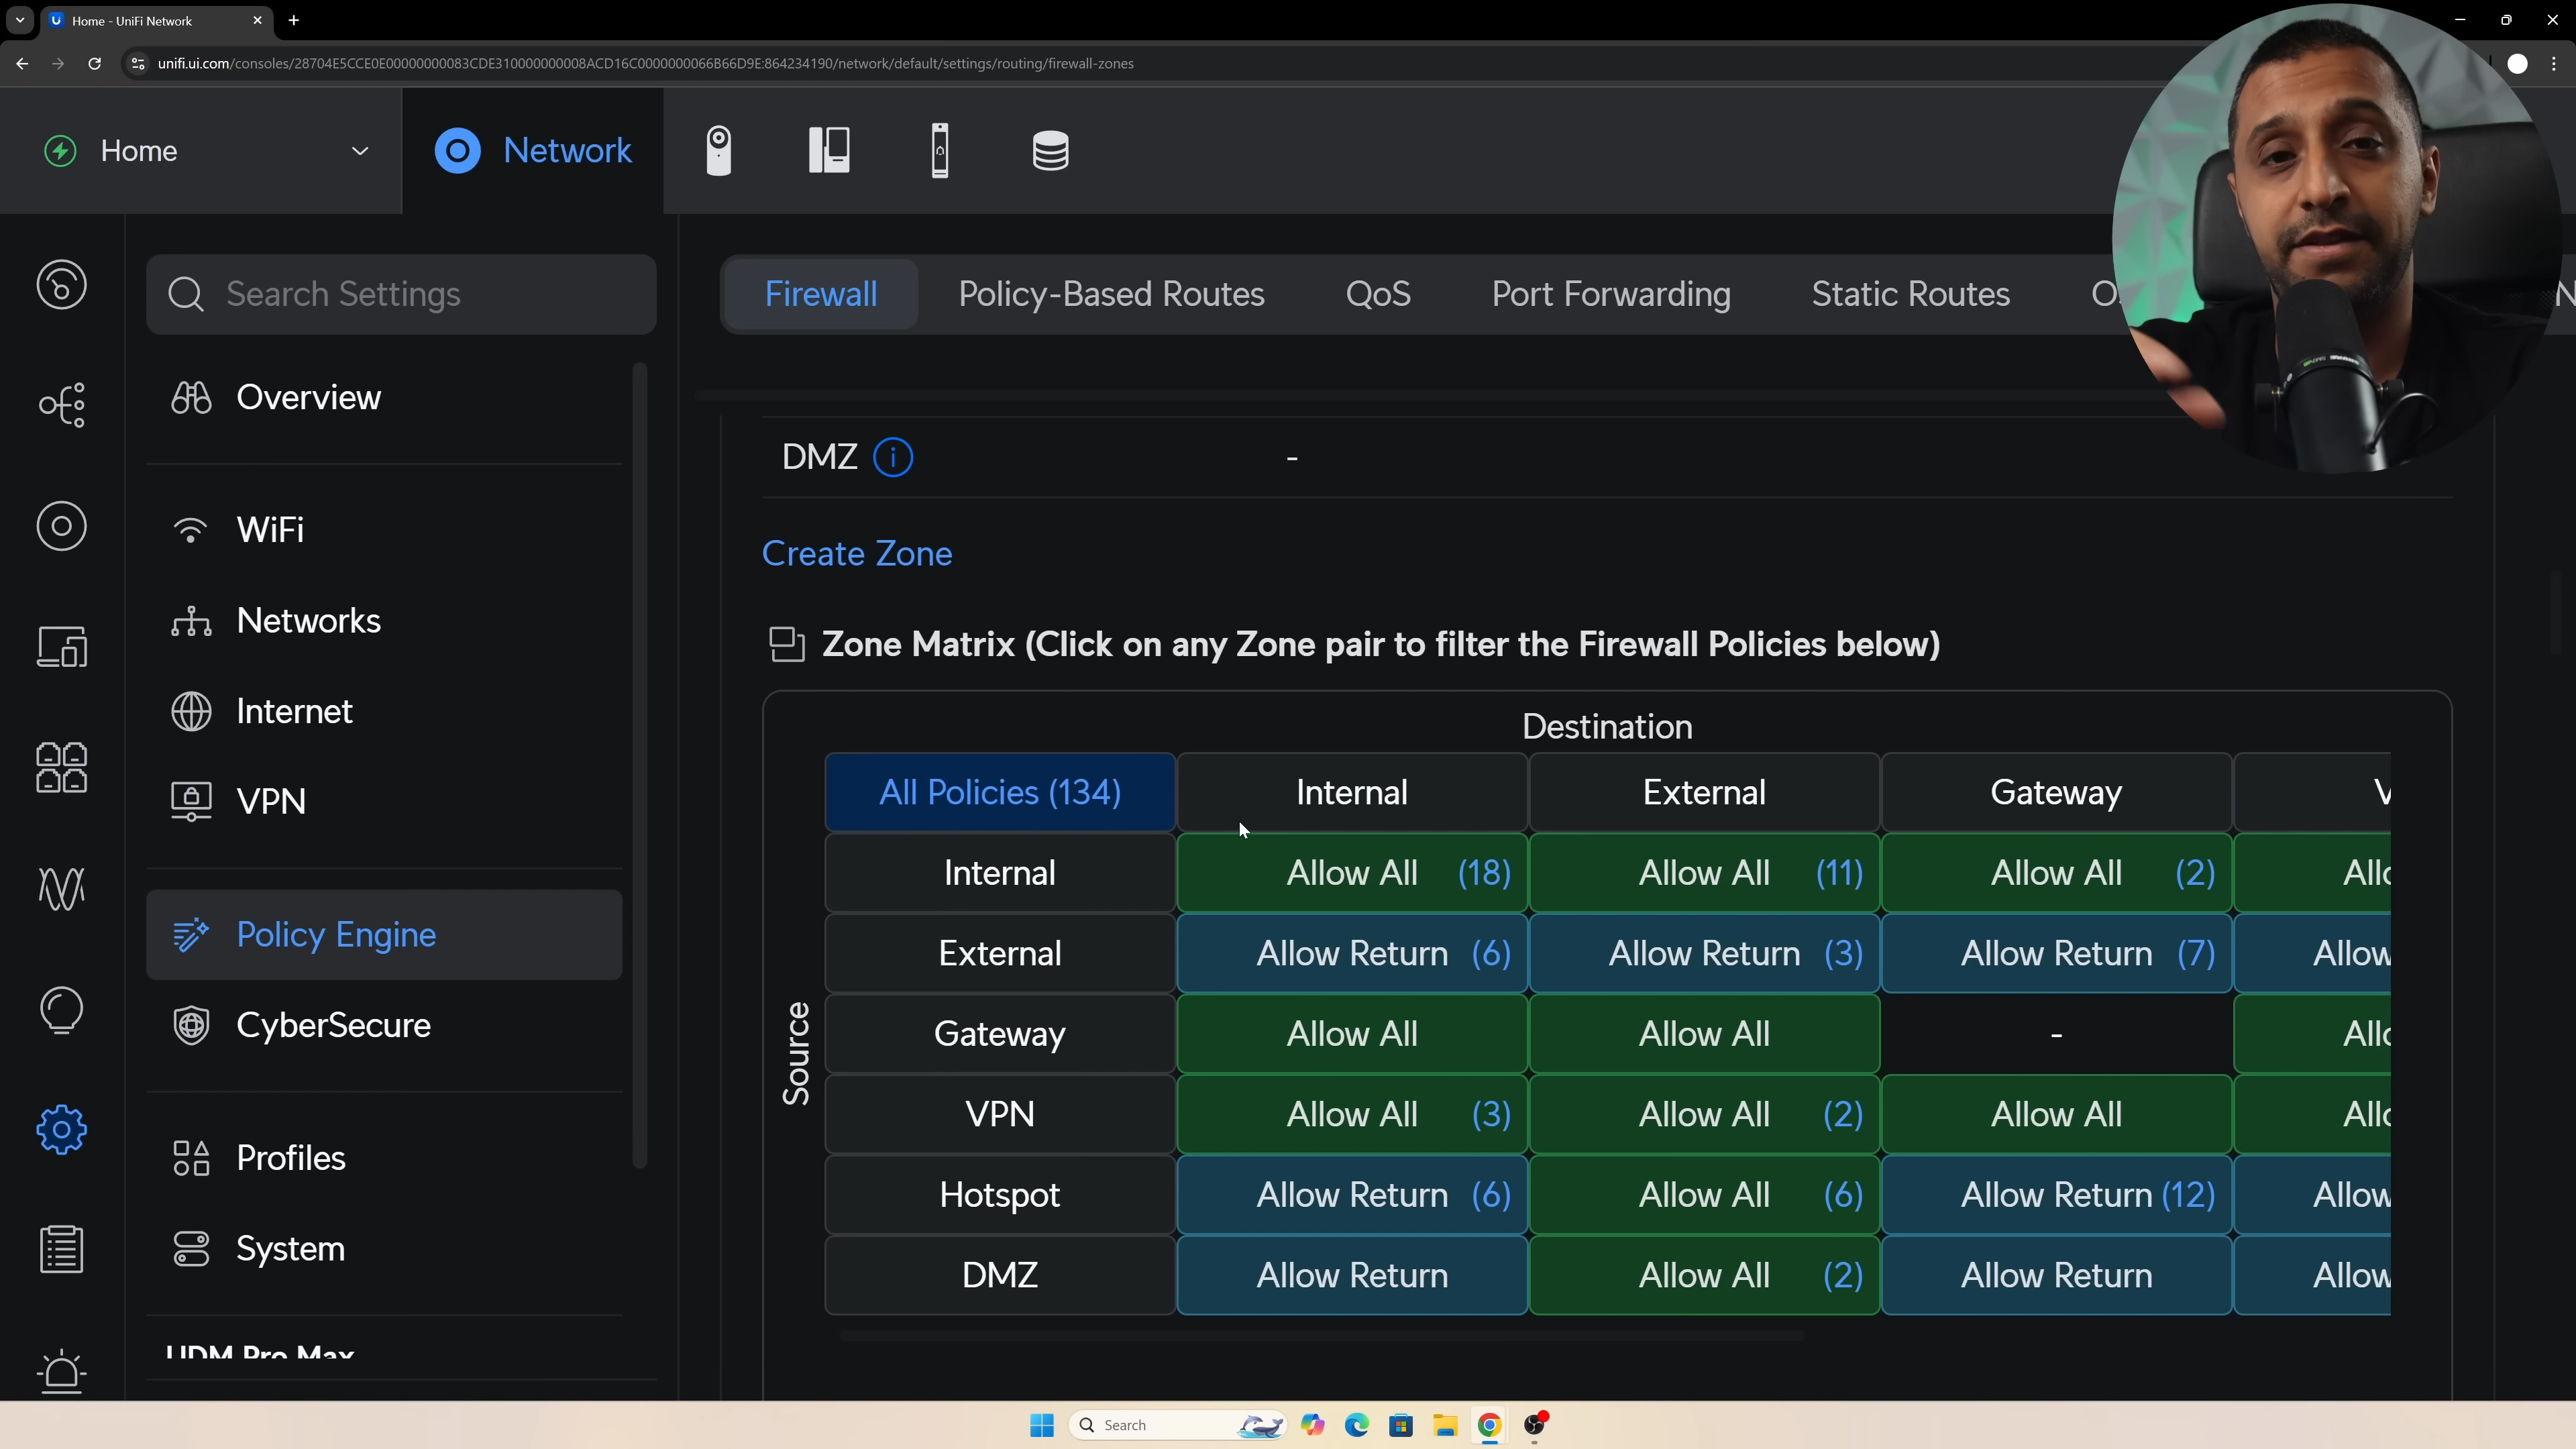 Home - UniFi Network
unifi.ui.com/consoles/28704E5CCE0E00000000083CDE310000000008ACD16C0000000066B66D9E:864234190/network/default/settings/routing/firewall-zones
Home
Network
Search Settings
Firewall
Policy-Based Routes
QoS
Port Forwarding
Static Routes
Overview
WiFi
Networks
Internet
VPN
Policy Engine
CyberSecure
Profiles
System
UDM Pro Max
DMZ -
Create Zone
Zone Matrix (Click on any Zone pair to filter the Firewall Policies below)
Destination
Source
All Policies (134) Internal External Gateway
Internal Allow All (18) Allow All (11) Allow All (2)
External Allow Return (6) Allow Return (3) Allow Return (7) Allow
Gateway Allow All Allow All -
VPN Allow All (3) Allow All (2) Allow All
Hotspot Allow Return (6) Allow All (6) Allow Return (12) Allow
DMZ Allow Return Allow All (2) Allow Return Allow
Search